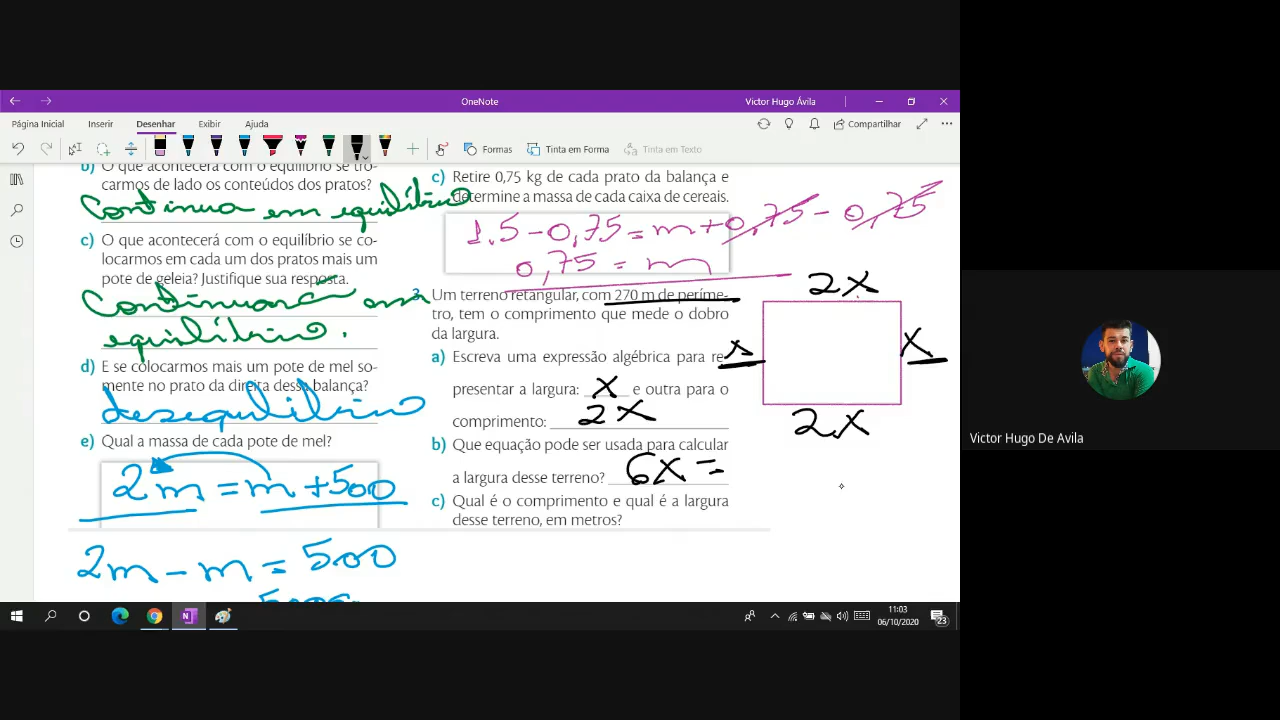 OneNote
Victor Hugo Ávila
Página Inicial
Inserir
Desenhar
Exibir
Ajuda
Compartilhar
Formas
Tinta em Forma
Tinta em Texto
b) O que acontecerá com o equilíbrio se tro-
carmos de lado os conteúdos dos pratos?
Continua em equilíbrio
c) O que acontecerá com o equilíbrio se co-
locarmos em cada um dos pratos mais um
pote de geleia? Justifique sua resposta.
Continuará em
equilíbrio.
d) E se colocarmos mais um pote de mel so-
mente no prato da direita dessa balança?
desequilíbrio
e) Qual a massa de cada pote de mel?
2m = m + 500
2m - m = 500
c) Retire 0,75 kg de cada prato da balança e
determine a massa de cada caixa de cereais.
1.5 - 0,75 = m + 0,75 - 0,75
0,75 = m
3. Um terreno retangular, com 270 m de períme-
tro, tem o comprimento que mede o dobro
da largura.
a) Escreva uma expressão algébrica para re-
presentar a largura: x e outra para o
comprimento: 2x
b) Que equação pode ser usada para calcular
a largura desse terreno? 6x =
c) Qual é o comprimento e qual é a largura
desse terreno, em metros?
2x
x
x
2x
Victor Hugo De Avila
11:03
06/10/2020
23